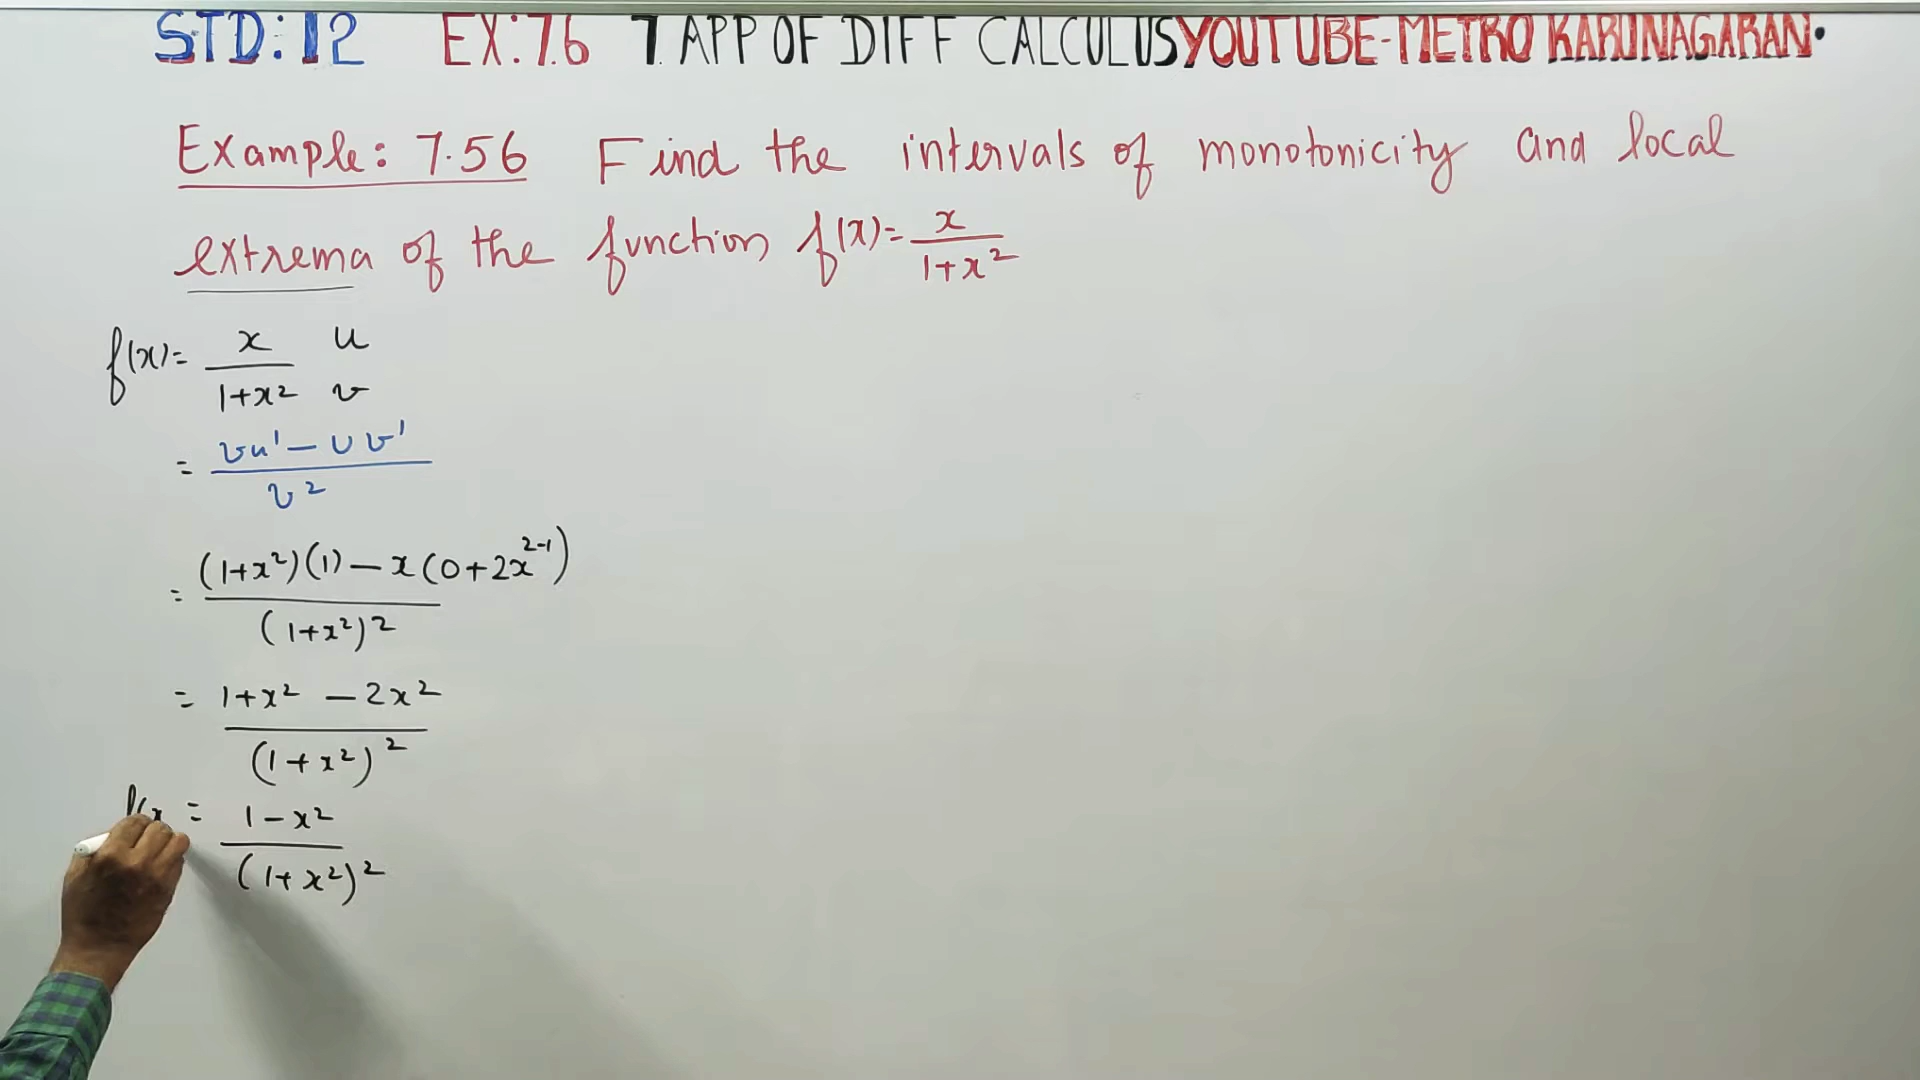 STD:12 EX:7.6 7. APP OF DIFF CALCULUS YOUTUBE-METRO KARUNAGARAN.
Example: 7.56 Find the intervals of monotonicity and local
extrema of the function, f(x)= x/(1+x²)
f(x)= x/(1+x²) u/v
= (vu'-uv')/v²
= ((1+x²)(1)-x(0+2x²⁻¹))/(1+x²)²
= (1+x²-2x²)/(1+x²)²
f(x = (1-x²)/(1+x²)²